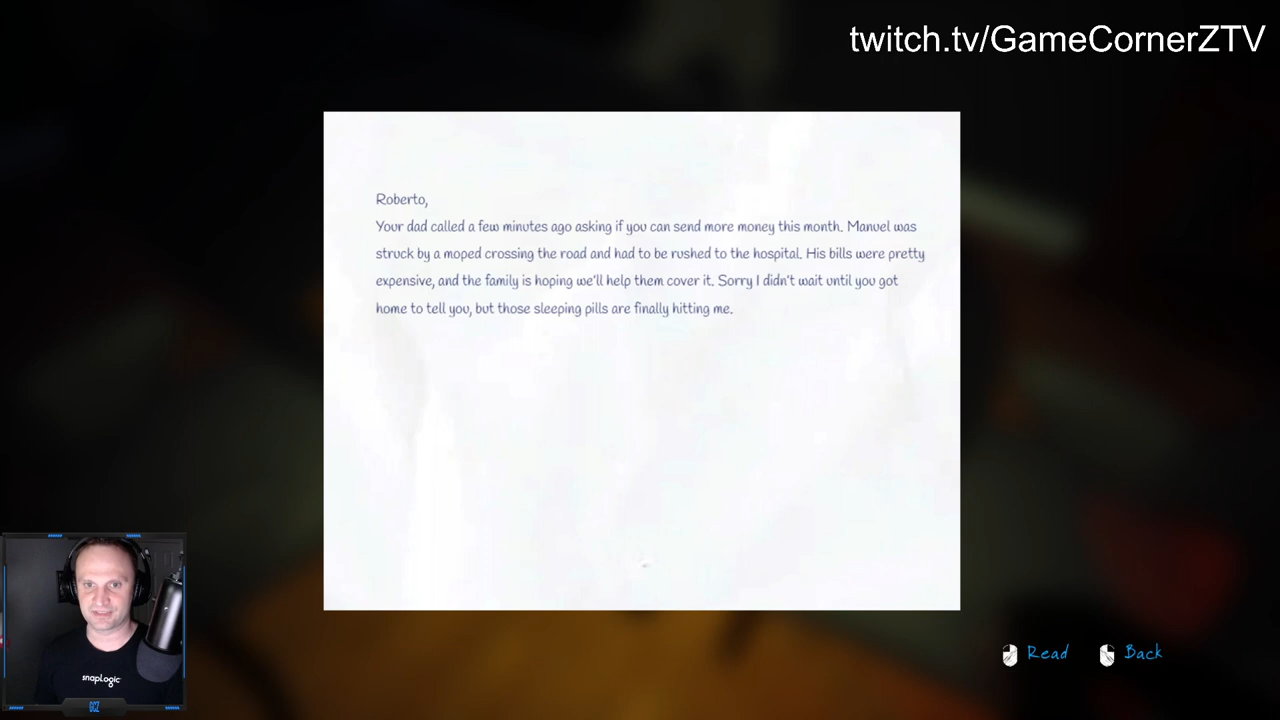 twitch.tv/GameCornerZTV
Roberto,
Your dad called a few minutes ago asking if you can send more money this month. Manuel was
struck by a moped crossing the road and had to be rushed to the hospital. His bills were pretty
expensive, and the family is hoping we'll help them cover it. Sorry I didn't wait until you got
home to tell you, but those sleeping pills are finally hitting me.
Read
Back
snapLogic
GCZ